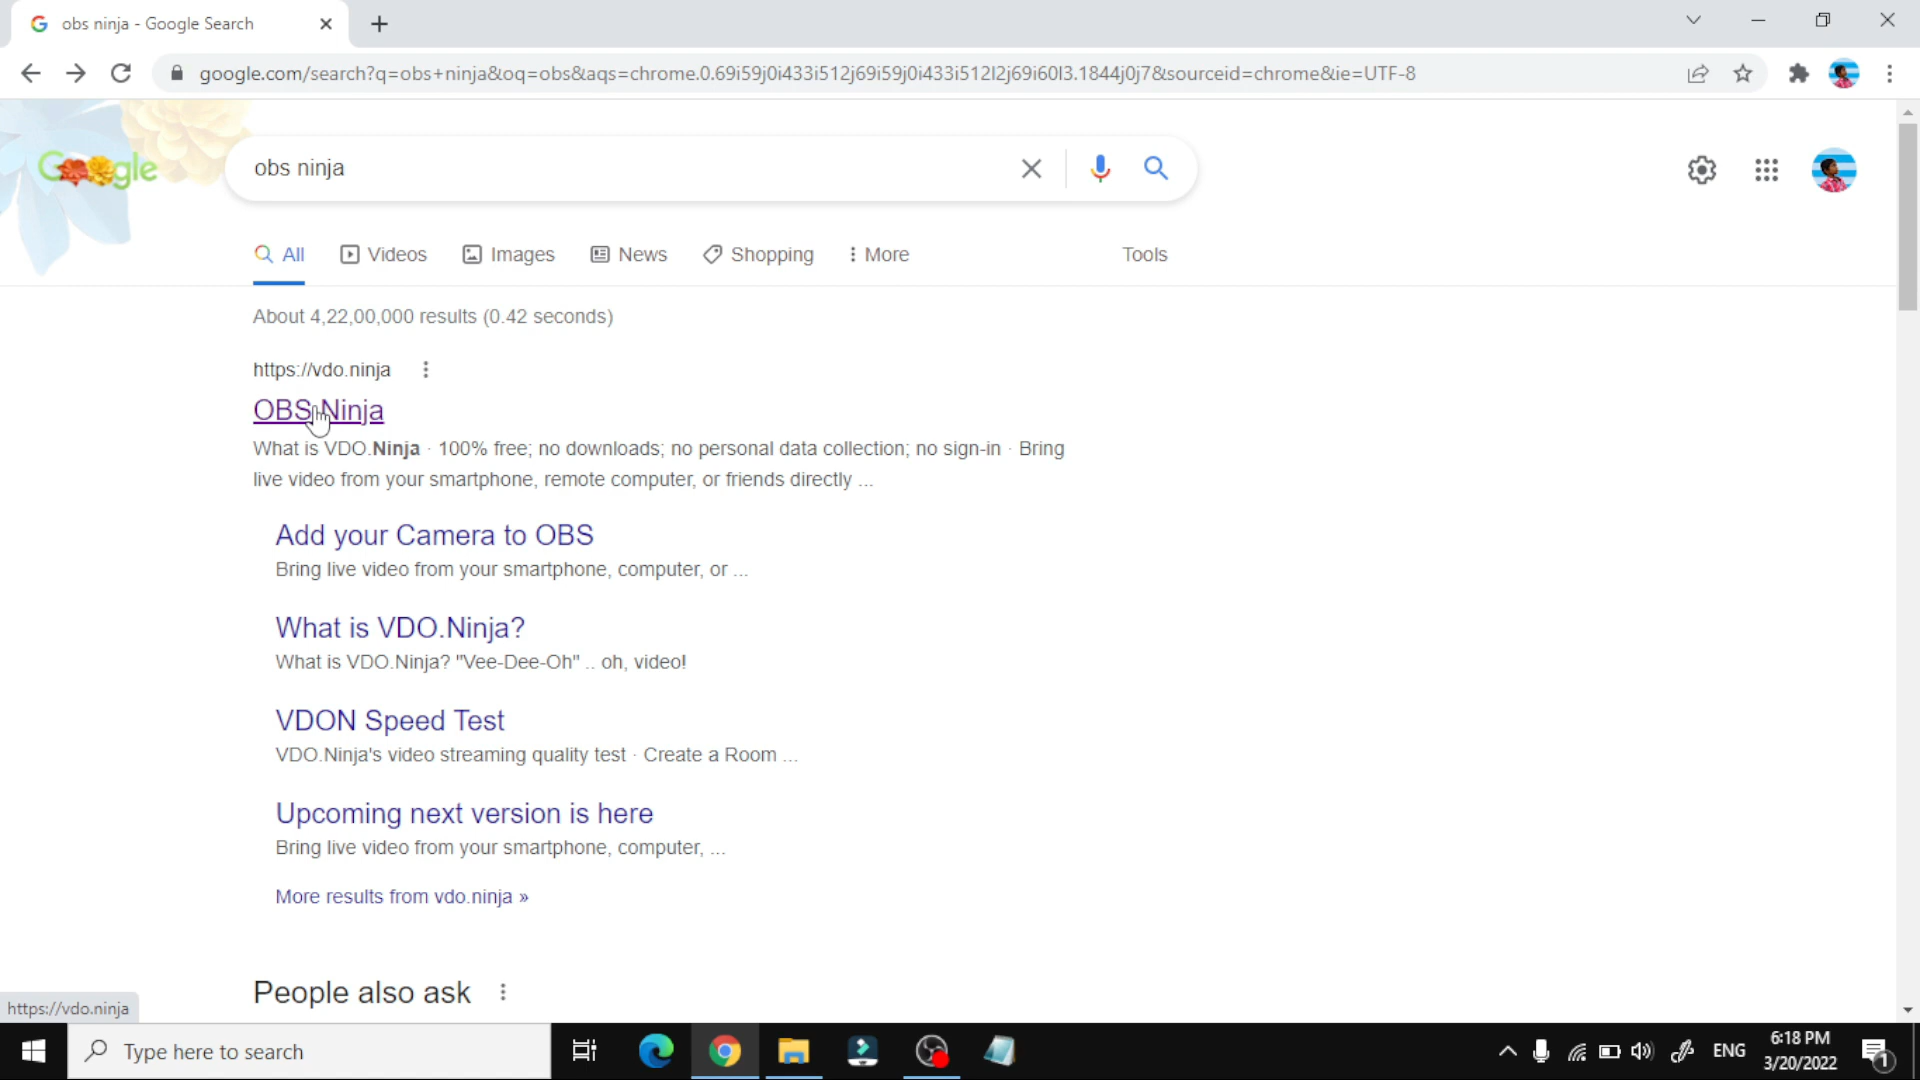 obs ninja - Google Search
google.com/search?q=obs+ninja&oq=obs&aqs=chrome.0.69i59j0i433i512j69i59j0i433i512l2j69i60l3.1844j0j7&sourceid=chrome&ie=UTF-8
Google
obs ninja
All Videos Images News Shopping More Tools
About 4,22,00,000 results (0.42 seconds)
https://vdo.ninja
OBS Ninja
What is VDO.Ninja · 100% free; no downloads; no personal data collection; no sign-in · Bring
live video from your smartphone, remote computer, or friends directly ...
Add your Camera to OBS
Bring live video from your smartphone, computer, or ...
What is VDO.Ninja?
What is VDO.Ninja? "Vee-Dee-Oh" .. oh, video!
VDON Speed Test
VDO.Ninja's video streaming quality test · Create a Room ...
Upcoming next version is here
Bring live video from your smartphone, computer, ...
More results from vdo.ninja »
People also ask
https://vdo.ninja
Type here to search
ENG
6:18 PM
3/20/2022
1